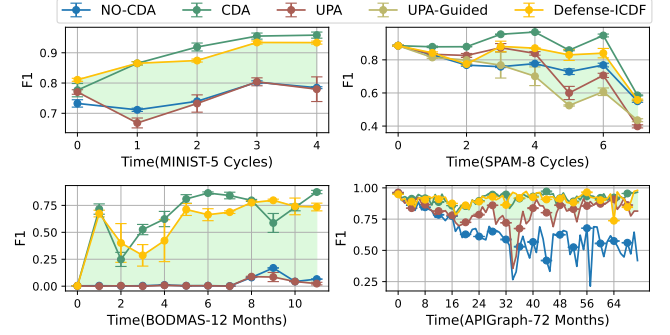 NO-CDA CDA UPA UPA-Guided Defense-ICDF
0.9
0.8
0.7
F1
0 1 2 3 4
Time(MINIST-5 Cycles)
0.8
0.6
0.4
F1
0 2 4 6
Time(SPAM-8 Cycles)
0.75
0.50
0.25
0.00
F1
0 2 4 6 8 10
Time(BODMAS-12 Months)
1.00
0.75
0.50
0.25
F1
0 8 16 24 32 40 48 56 64
Time(APIGraph-72 Months)